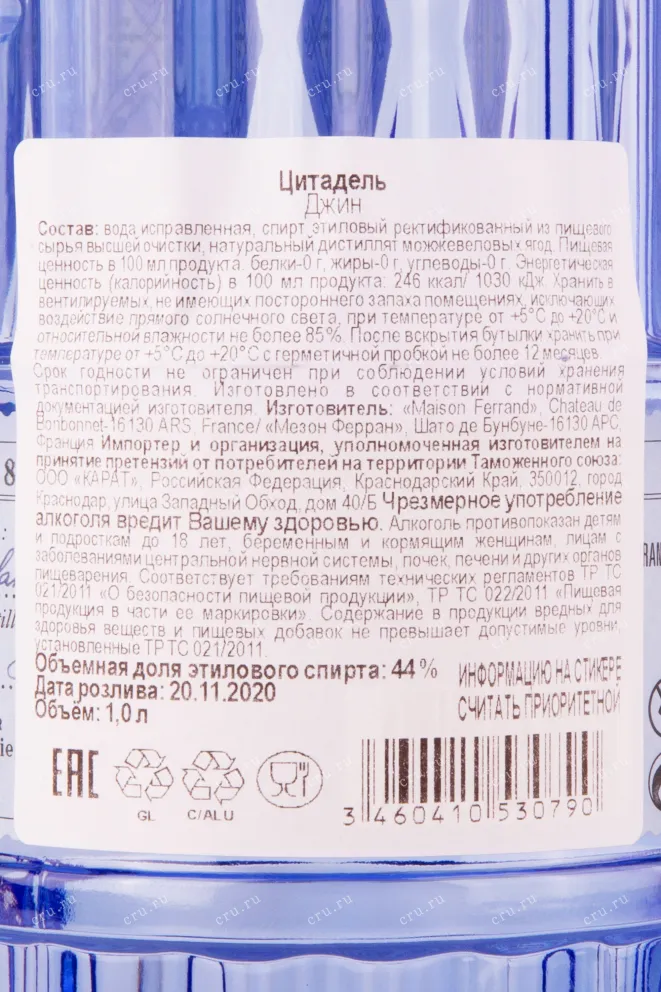 Цитадель
Джин
Состав: вода исправленная, спирт этиловый ректификованный из пищевого
сырья высшей очистки, натуральный дистиллят можжевеловых ягод. Пищевая
ценность в 100 мл продукта: белки-0 г, жиры-0 г, углеводы-0 г. Энергетическая
ценность (калорийность) в 100 мл продукта: 246 ккал/ 1030 кДж. Хранить в
вентилируемых, не имеющих постороннего запаха помещениях, исключающих
воздействие прямого солнечного света, при температуре от +5°С до +20°С и
относительной влажности не более 85%. После вскрытия бутылки хранить при
температуре от +5°С до +20°С с герметичной пробкой не более 12 месяцев.
Срок годности не ограничен при соблюдении условий хранения
транспортирования. Изготовлено в соответствии с нормативной
документацией изготовителя. Изготовитель: «Maison Ferrand», Chateau de
Bonbonnet-16130 ARS, France/ «Мезон Ферран», Шато де Бунбуне-16130 АРС,
Франция Импортер и организация, уполномоченная изготовителем на
принятие претензий от потребителей на территории Таможенного союза:
ООО «КАРАТ», Российская Федерация, Краснодарский Край, 350012, город
Краснодар, улица Западный Обход, дом 40/Б Чрезмерное употребление
алкоголя вредит Вашему здоровью. Алкоголь противопоказан детям
и подросткам до 18 лет, беременным и кормящим женщинам, лицам с
заболеваниями центральной нервной системы, почек, печени и других органов
пищеварения. Соответствует требованиям технических регламентов ТР ТС
021/2011 «О безопасности пищевой продукции», ТР ТС 022/2011 «Пищевая
продукция в части ее маркировки». Содержание в продукции вредных для
здоровья веществ и пищевых добавок не превышает допустимые уровни,
установленные ТР ТС 021/2011.
Объемная доля этилового спирта: 44%
Дата розлива: 20.11.2020
Объём: 1,0 л
ИНФОРМАЦИЮ НА СТИКЕРЕ
СЧИТАТЬ ПРИОРИТЕТНОЙ
EAC
GL
C/ALU
3 460410 530790
cru.ru